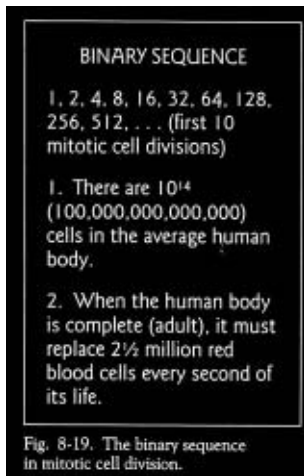 BINARY SEQUENCE
1, 2, 4, 8, 16, 32, 64, 128,
256, 512, . . . (first 10
mitotic cell divisions)
1. There are 10¹⁴
(100,000,000,000,000)
cells in the average human
body.
2. When the human body
is complete (adult), it must
replace 2½ million red
blood cells every second of
its life.
Fig. 8-19. The binary sequence
in mitotic cell division.